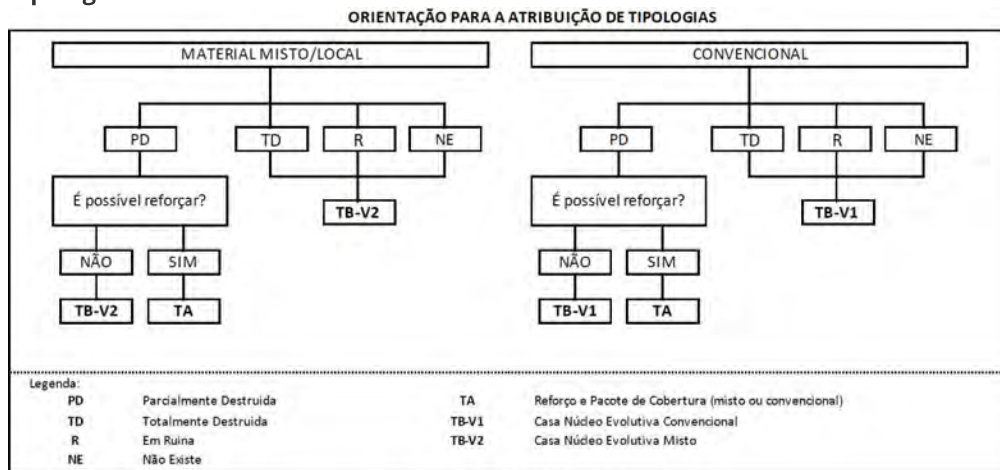 ORIENTAÇÃO PARA A ATRIBUIÇÃO DE TIPOLOGIAS
MATERIAL MISTO/LOCAL
CONVENCIONAL
PD TD R NE
PD TD R NE
É possível reforçar?
TB-V2
É possível reforçar?
TB-V1
NÃO SIM
NÃO SIM
TB-V2 TA
TB-V1 TA
Legenda:
PD Parcialmente Destruida TA Reforço e Pacote de Cobertura (misto ou convencional)
TD Totalmente Destruida TB-V1 Casa Núcleo Evolutiva Convencional
R Em Ruina TB-V2 Casa Núcleo Evolutiva Misto
NE Não Existe